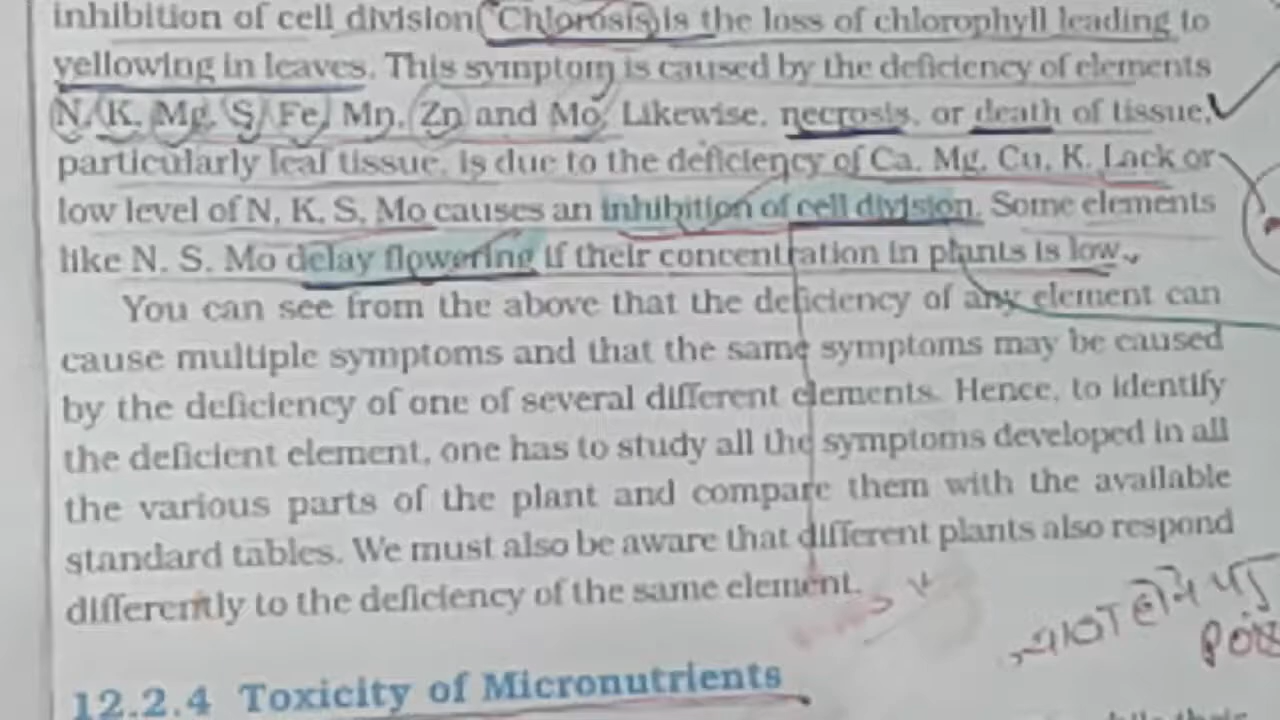 inhibition of cell division. Chlorosis is the loss of chlorophyll leading to
yellowing in leaves. This symptom is caused by the deficiency of elements
N, K, Mg, S, Fe, Mn, Zn and Mo. Likewise, necrosis, or death of tissue,
particularly leaf tissue, is due to the deficiency of Ca, Mg, Cu, K. Lack or
low level of N, K, S, Mo causes an inhibition of cell division. Some elements
like N, S, Mo delay flowering if their concentration in plants is low.
You can see from the above that the deficiency of any element can
cause multiple symptoms and that the same symptoms may be caused
by the deficiency of one of several different elements. Hence, to identify
the deficient element, one has to study all the symptoms developed in all
the various parts of the plant and compare them with the available
standard tables. We must also be aware that different plants also respond
differently to the deficiency of the same element.
12.2.4 Toxicity of Micronutrients